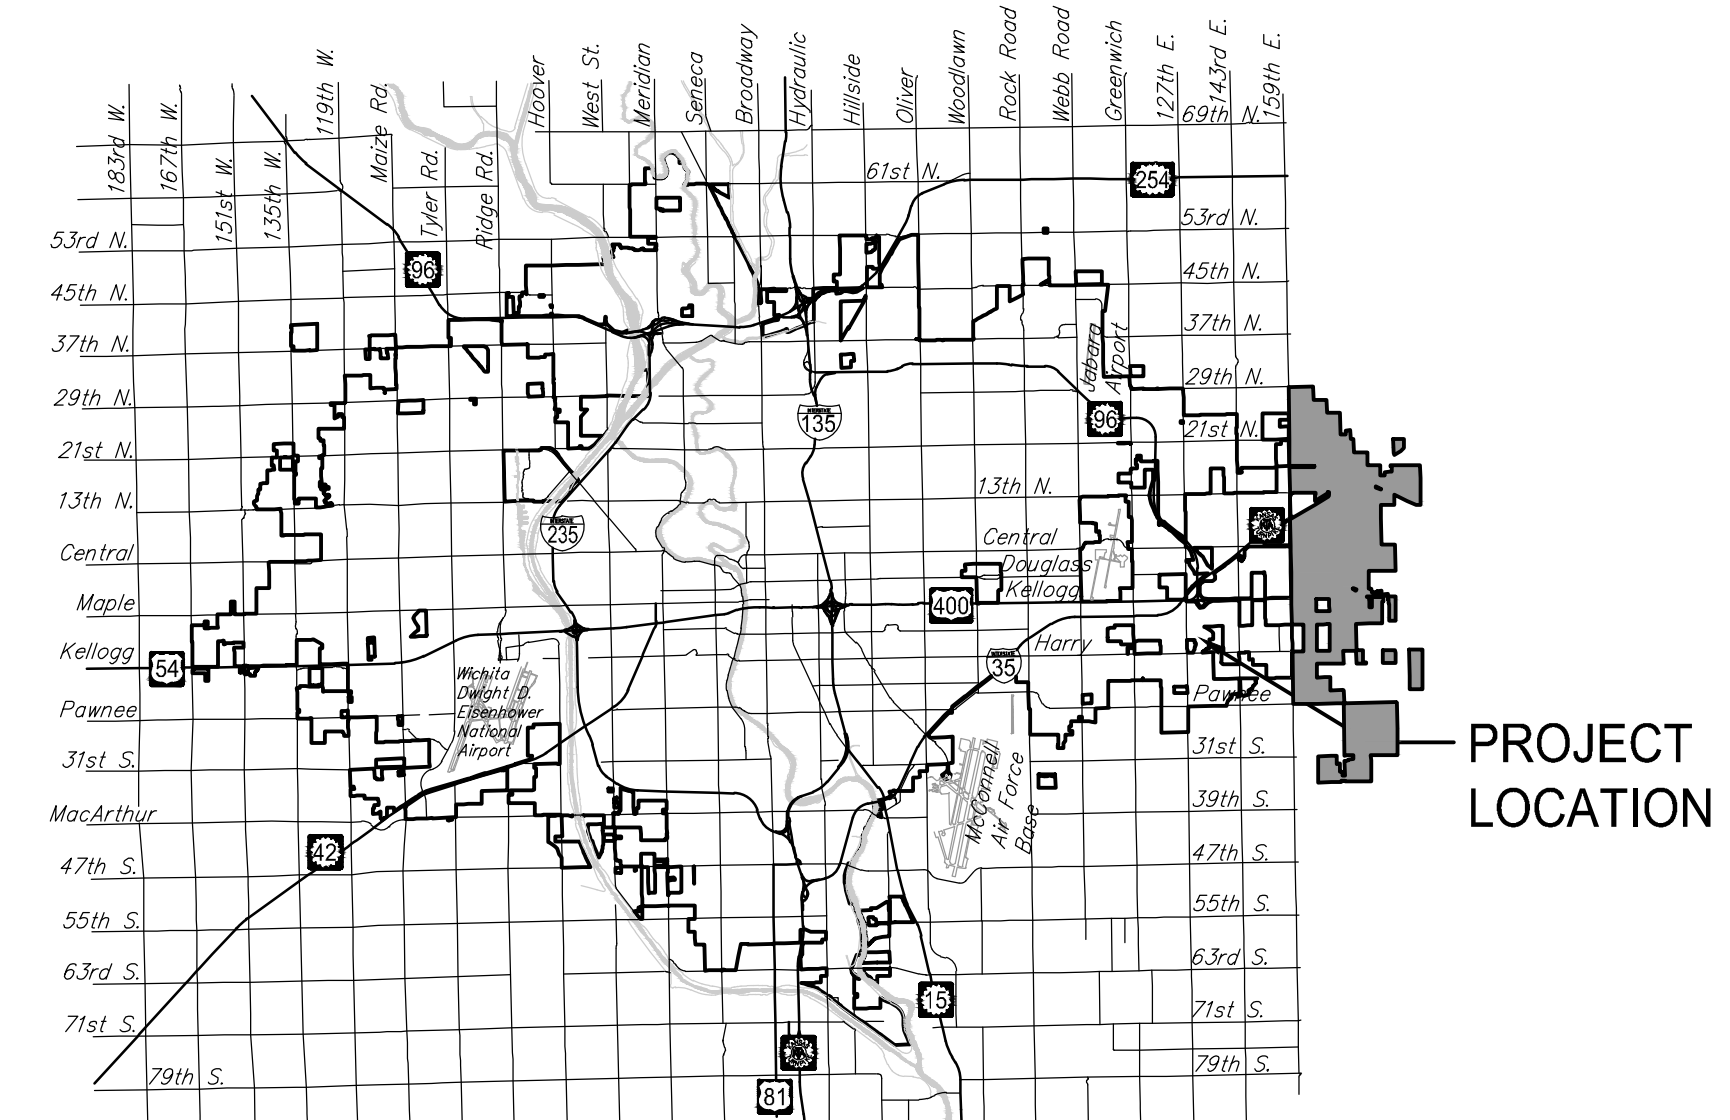 183rd W.
167th W.
151st W.
135th W.
119th W.
Maize Rd.
Tyler Rd.
Ridge Rd.
Hoover
West St.
Meridian
Seneca
Broadway
Hydraulic
Hillside
Oliver
Woodlawn
Rock Road
Webb Road
Greenwich
127th E.
143rd E.
159th E.
69th N.
61st N.
254
53rd N.
53rd N.
96
45th N.
45th N.
37th N.
37th N.
Jabara
Airport
29th N.
29th N.
INTERSTATE
135
96
21st N.
21st N.
13th N.
13th N.
INTERSTATE
235
Central
Central
Douglass
Maple
Kellogg
400
Kellogg
54
Harry
INTERSTATE
35
Wichita
Dwight D.
Eisenhower
National
Airport
Pawnee
Pawnee
31st S.
31st S.
PROJECT
LOCATION
McConnell
Air Force
Base
MacArthur
39th S.
42
47th S.
47th S.
55th S.
55th S.
63rd S.
63rd S.
15
71st S.
71st S.
79th S.
79th S.
81